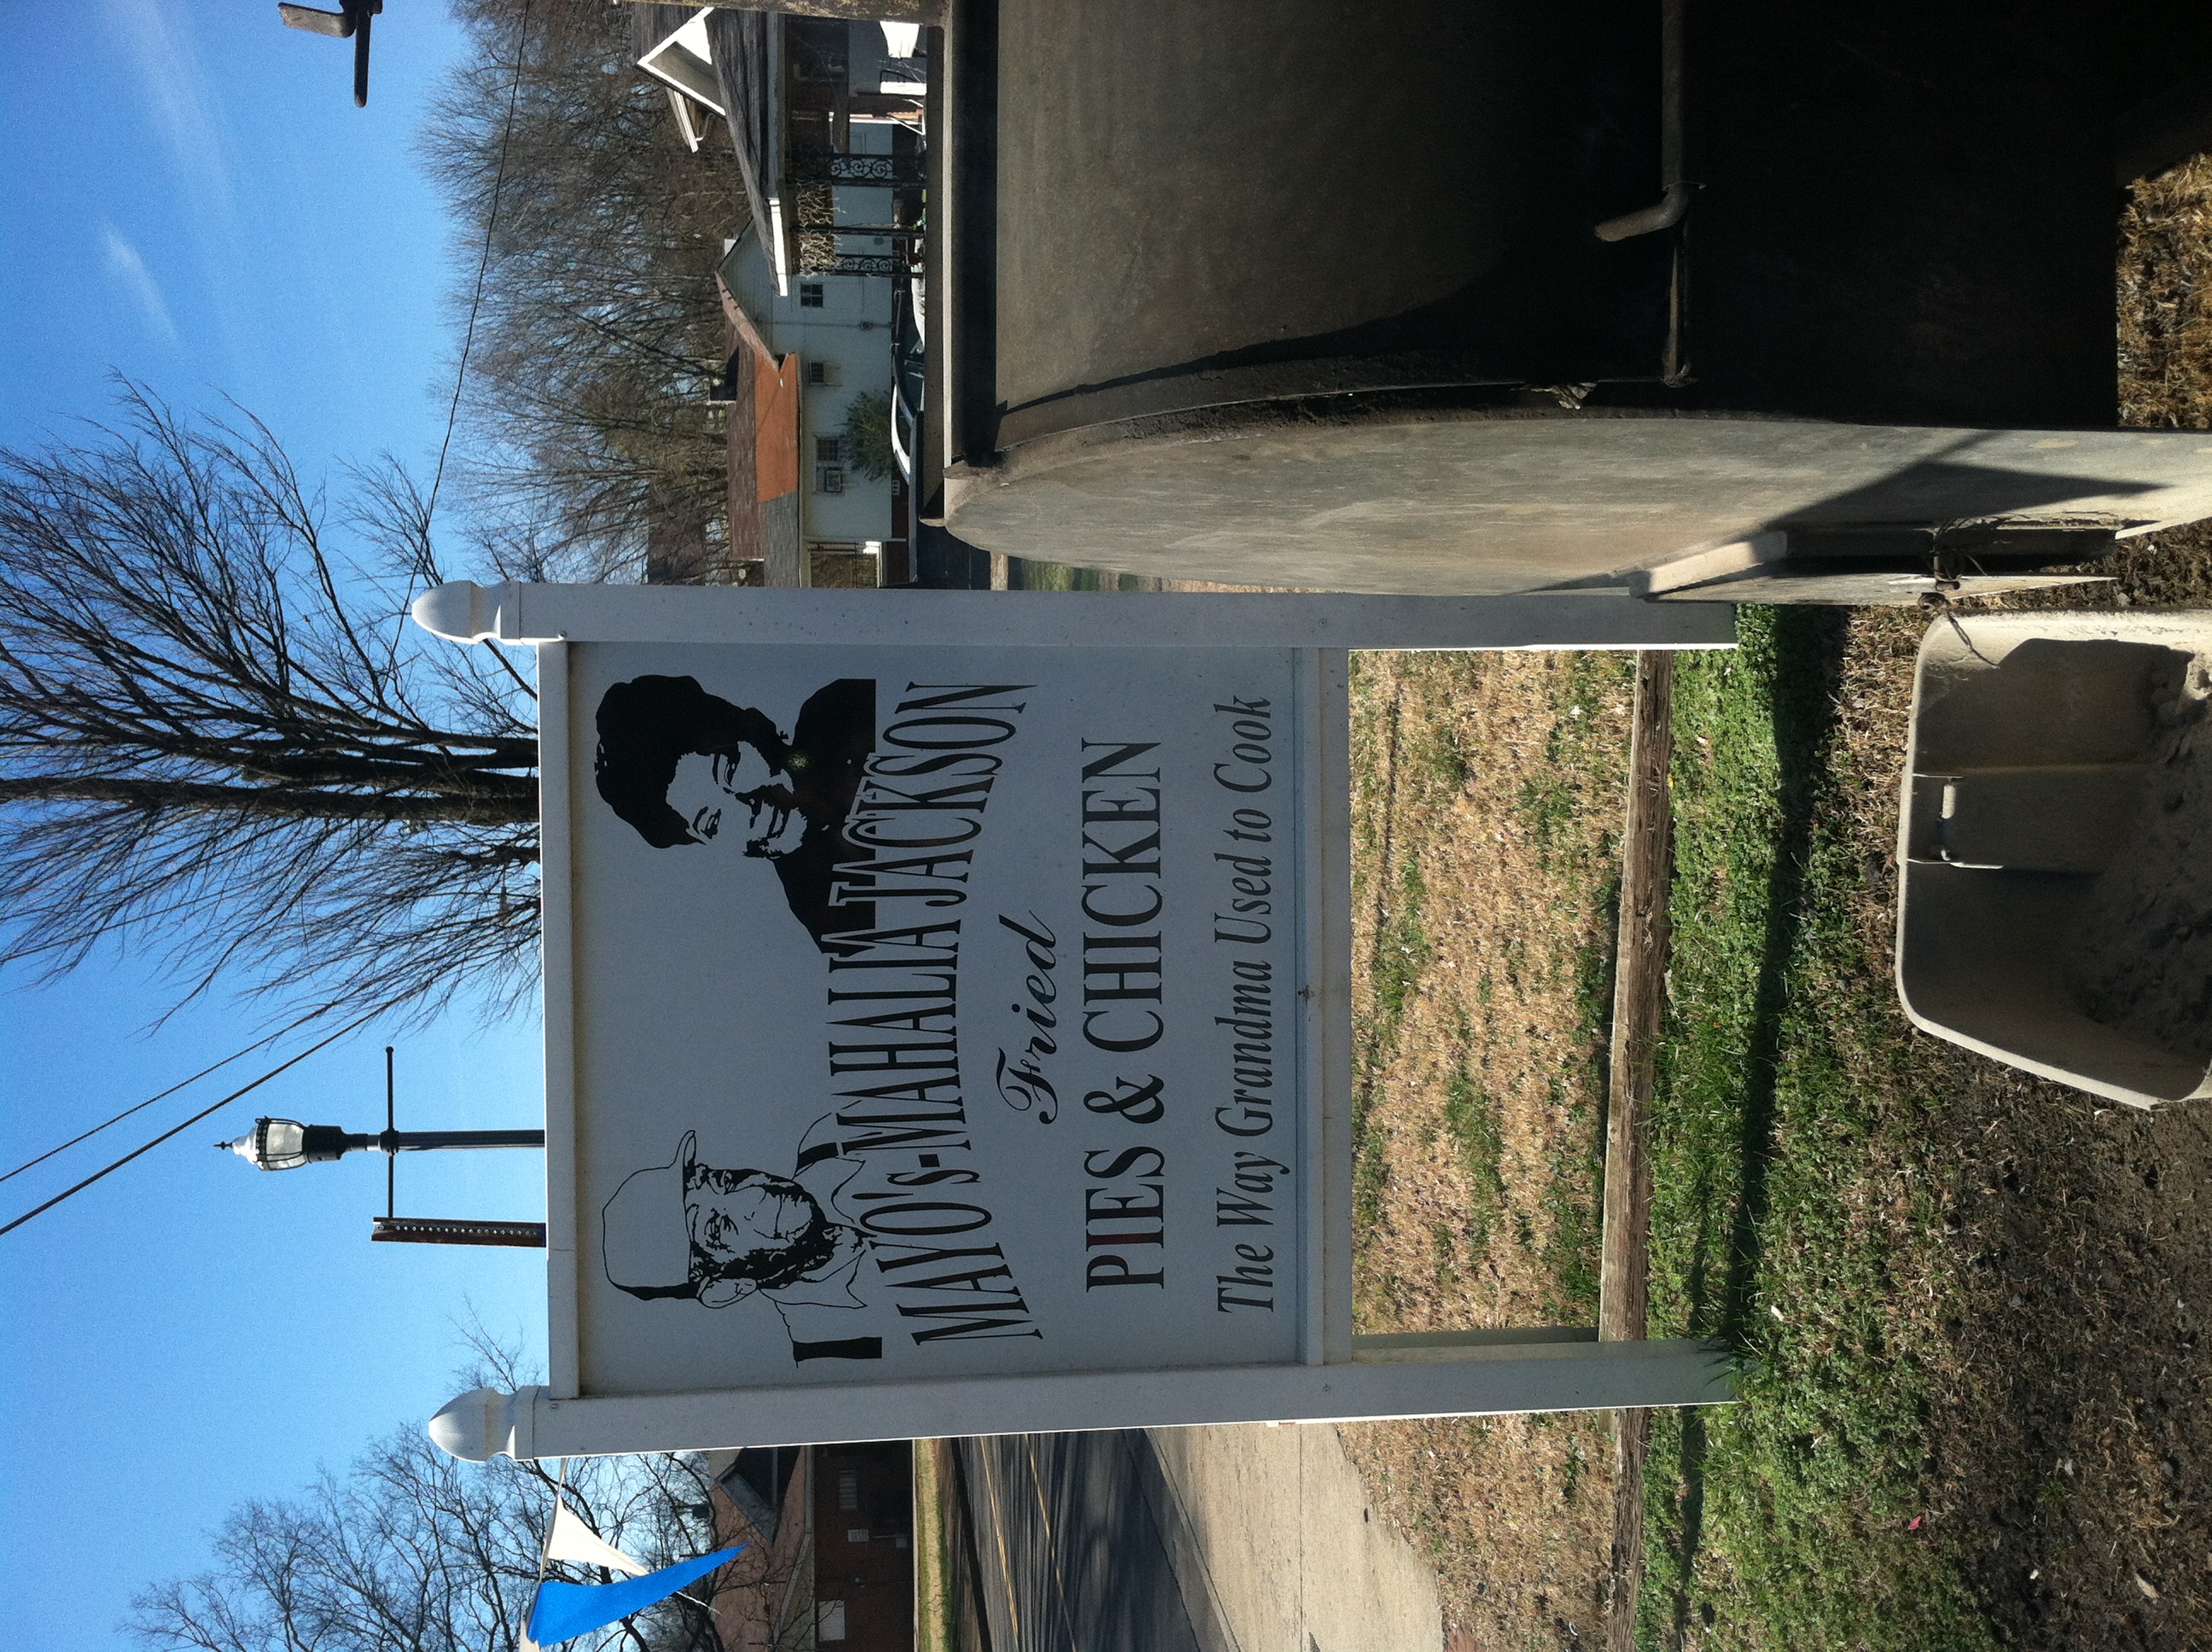 MAYO's-MAHALIA JACKSON
Fried
PIES & CHICKEN
The Way Grandma Used to Cook